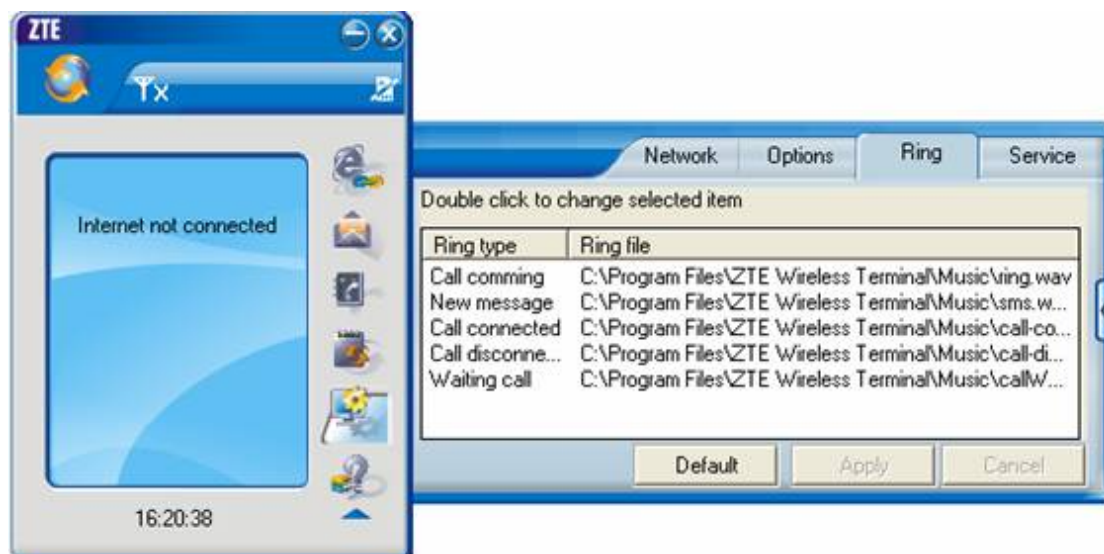 ZTE
Internet not connected
16:20:38
Network Options Ring Service
Double click to change selected item
Ring type Ring file
Call comming C:\Program Files\ZTE Wireless Terminal\Music\ring.wav
New message C:\Program Files\ZTE Wireless Terminal\Music\sms.w...
Call connected C:\Program Files\ZTE Wireless Terminal\Music\call-co...
Call disconne... C:\Program Files\ZTE Wireless Terminal\Music\call-di...
Waiting call C:\Program Files\ZTE Wireless Terminal\Music\callW...
Default Apply Cancel